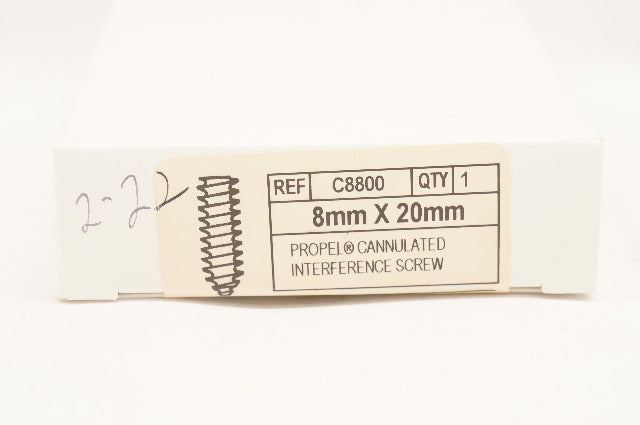 2-22
REF C8800 QTY 1
8mm X 20mm
PROPEL® CANNULATED
INTERFERENCE SCREW